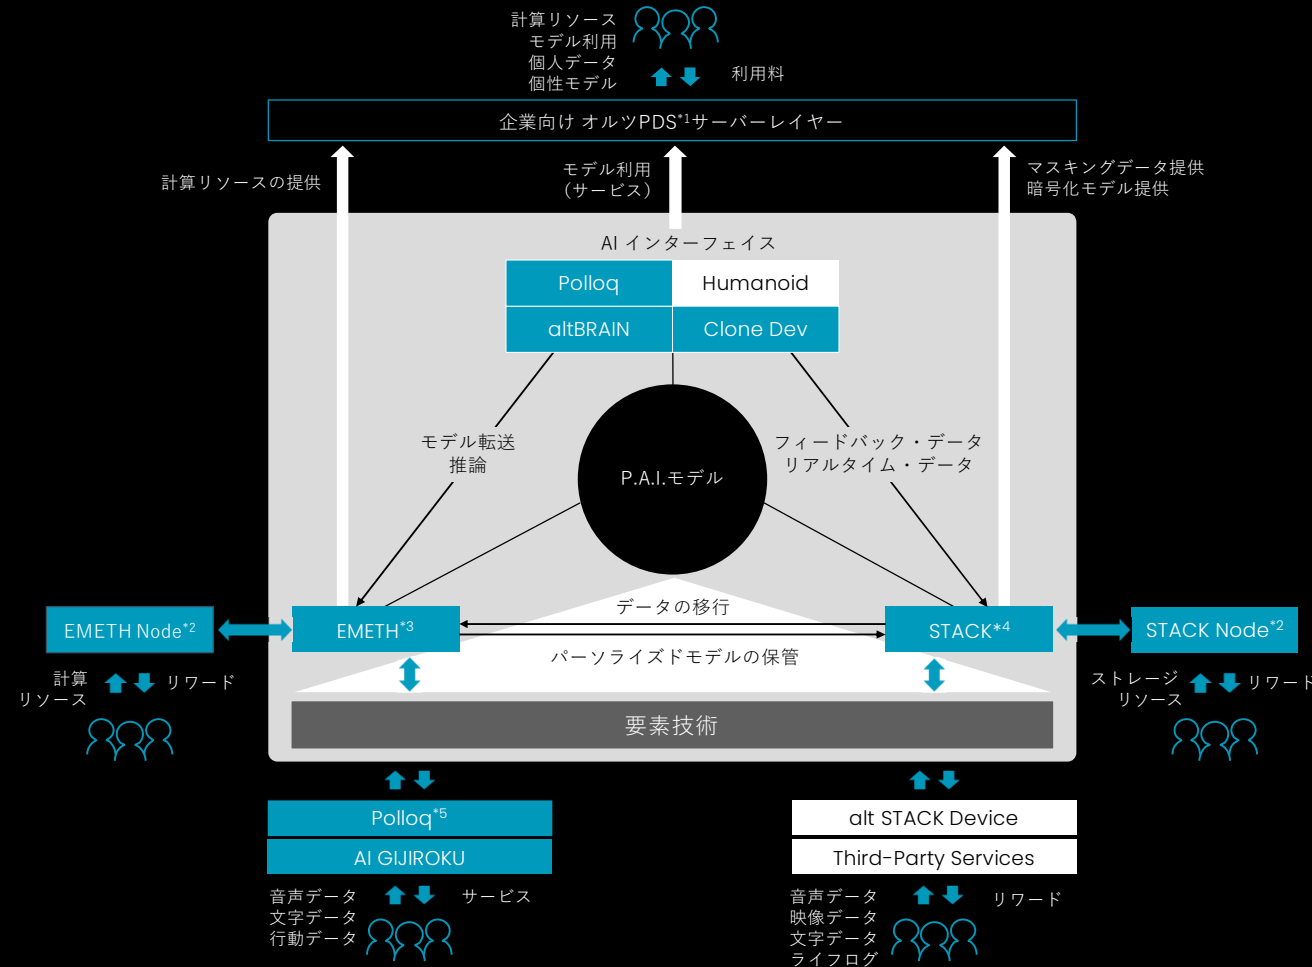 計算リソース
モデル利用
個人データ
個性モデル
利用料
企業向け オルツPDS*1サーバーレイヤー
計算リソースの提供
モデル利用
（サービス）
マスキングデータ提供
暗号化モデル提供
AI インターフェイス
Polloq
Humanoid
altBRAIN
Clone Dev
モデル転送
推論
P.A.I.モデル
フィードバック・データ
リアルタイム・データ
データの移行
EMETH Node*2
EMETH*3
STACK*4
STACK Node*2
パーソライズドモデルの保管
計算
リソース
リワード
ストレージ
リソース
リワード
要素技術
Polloq*5
AI GIJIROKU
alt STACK Device
Third-Party Services
音声データ
文字データ
行動データ
サービス
音声データ
映像データ
文字データ
ライフログ
リワード